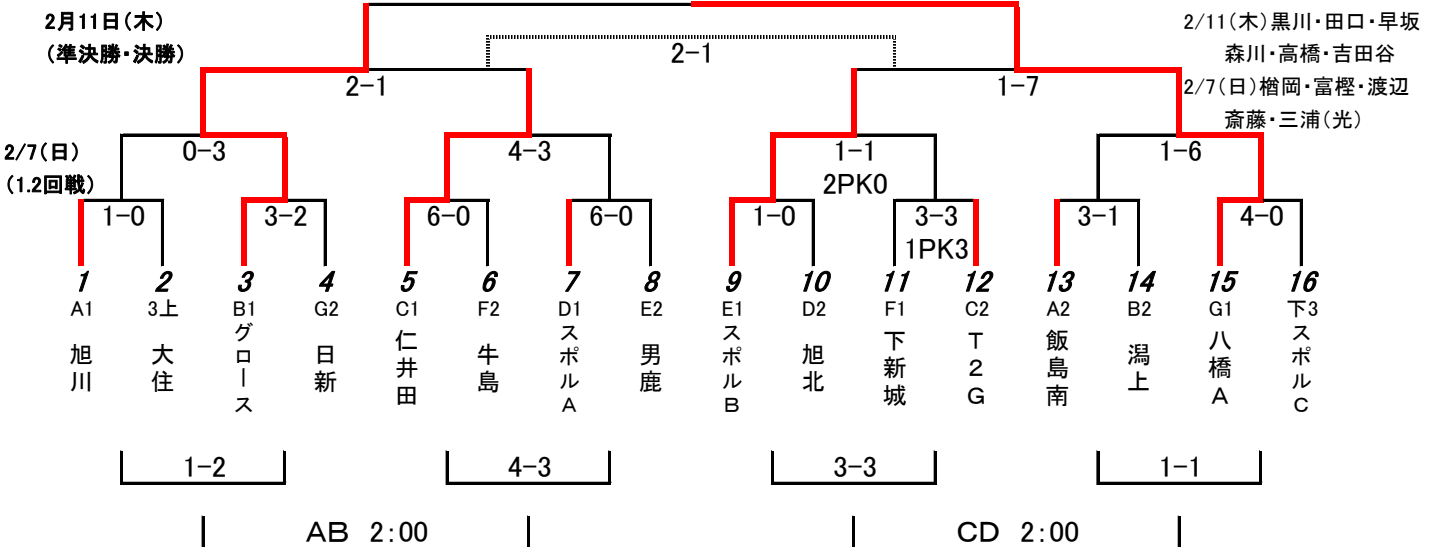 2月11日(木)
(準決勝・決勝)
2/11(木)黒川・田口・早坂
森川・高橋・吉田谷
2/7(日)楢岡・富樫・渡辺
斎藤・三浦(光)
2-1
2-1
1-7
2/7(日)
(1.2回戦)
0-3
4-3
1-1
2PK0
1-6
1-0
3-2
6-0
6-0
1-0
3-3
1PK3
3-1
4-0
1
2
3
4
5
6
7
8
9
10
11
12
13
14
15
16
A1
3上
B1
G2
C1
F2
D1
E2
E1
D2
F1
C2
A2
B2
G1
下3
旭川
大住
グロース
日新
仁井田
牛島
スポルA
男鹿
スポルB
旭北
下新城
T2G
飯島南
潟上
八橋A
スポルC
1-2
4-3
3-3
1-1
AB 2:00
CD 2:00